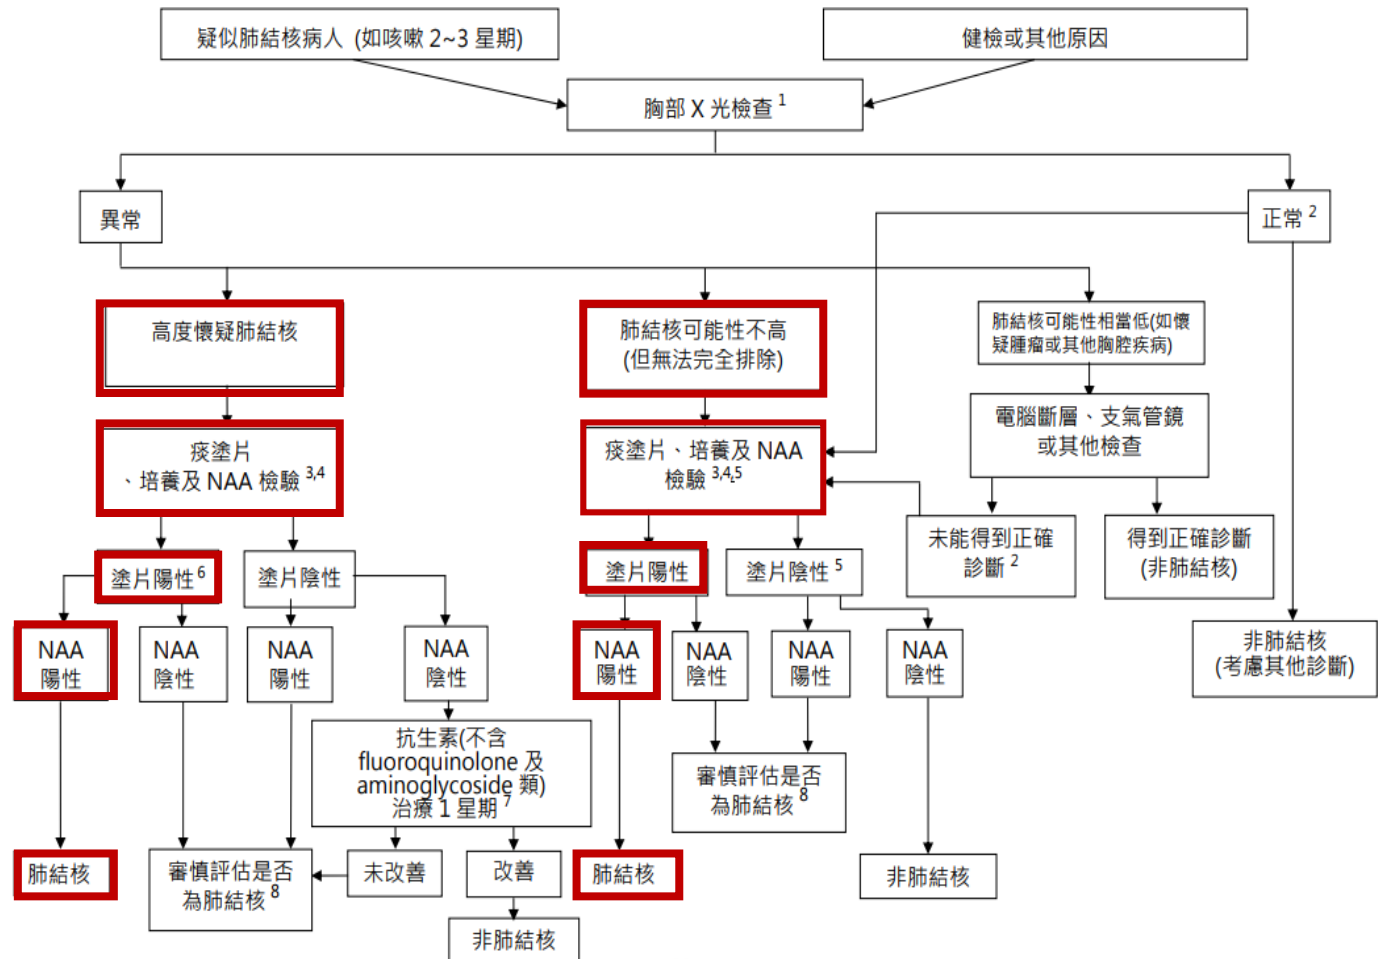 疑似肺結核病人 (如咳嗽 2~3 星期)
健檢或其他原因
胸部 X 光檢查 1
異常
正常 2
高度懷疑肺結核
肺結核可能性不高
(但無法完全排除)
肺結核可能性相當低(如懷
疑腫瘤或其他胸腔疾病)
痰塗片
、培養及 NAA 檢驗 3,4
痰塗片、培養及 NAA
檢驗 3,4,5
電腦斷層、支氣管鏡
或其他檢查
塗片陽性 6
塗片陰性
塗片陽性
塗片陰性 5
未能得到正確
診斷 2
得到正確診斷
(非肺結核)
NAA
陽性
NAA
陰性
NAA
陽性
NAA
陰性
NAA
陽性
NAA
陰性
NAA
陽性
NAA
陰性
非肺結核
(考慮其他診斷)
抗生素(不含
fluoroquinolone 及
aminoglycoside 類)
治療 1 星期 7
審慎評估是否
為肺結核 8
肺結核
審慎評估是否
為肺結核 8
未改善
改善
肺結核
非肺結核
非肺結核